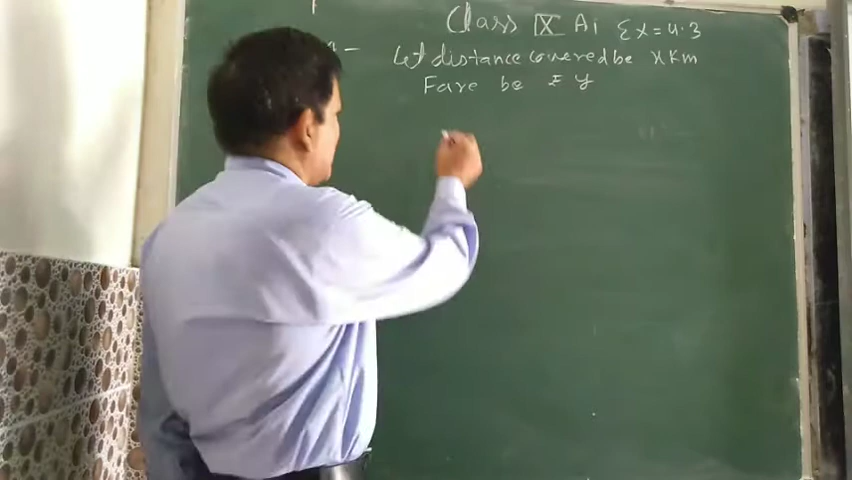 Class IX Ai Ex = 4.3
Let distance covered be x Km
Fare be ₹ y